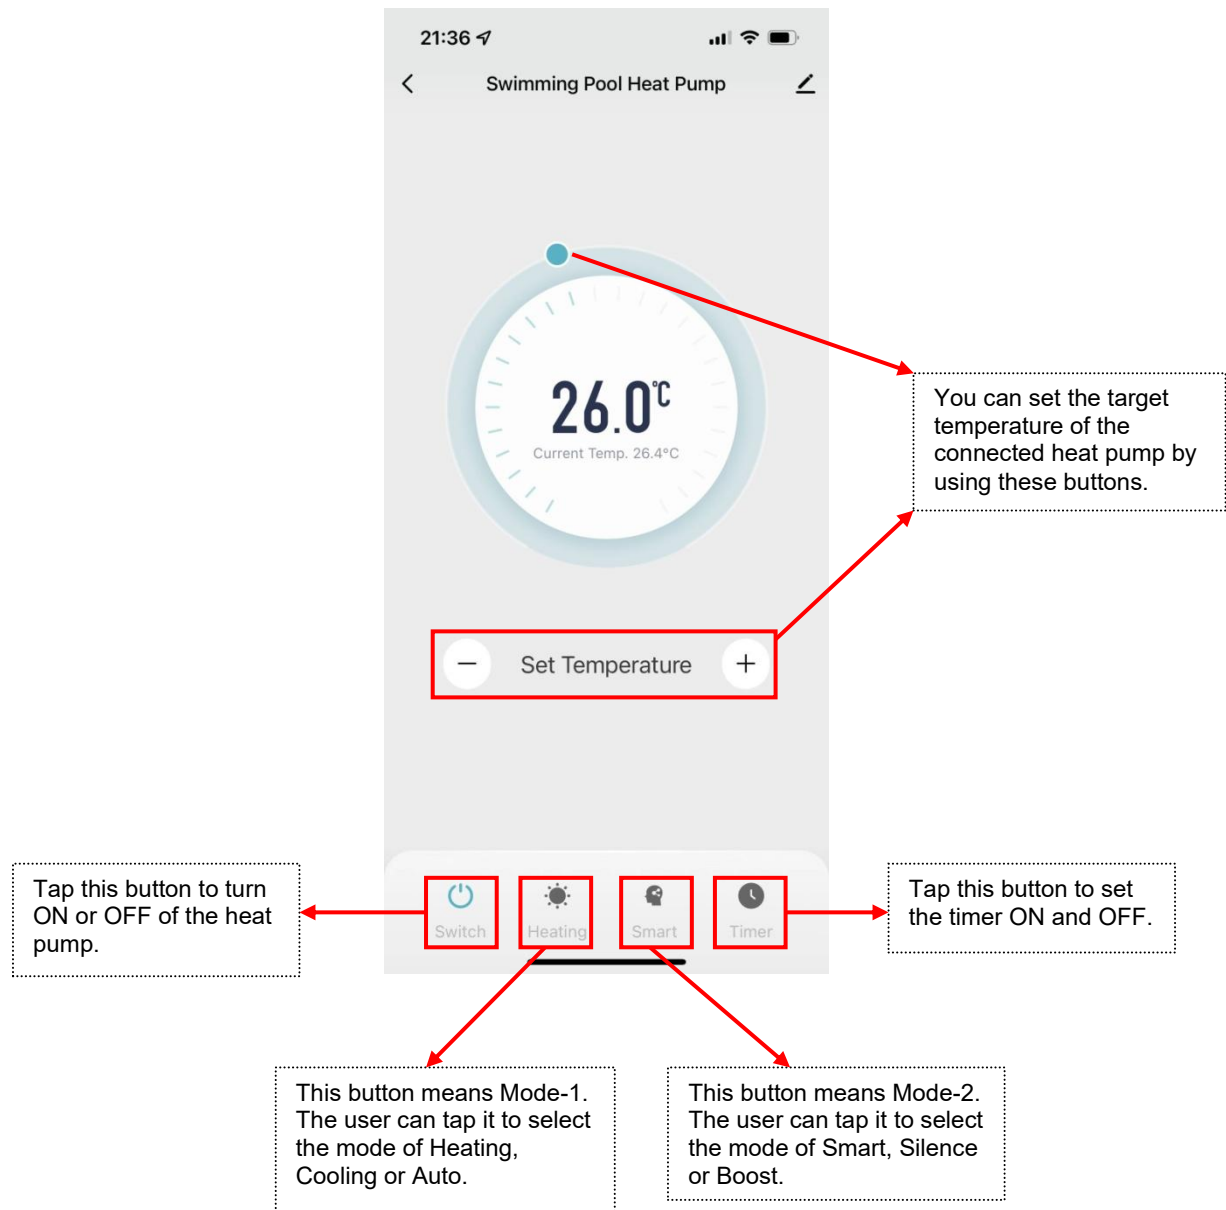 21:36
Swimming Pool Heat Pump
26.0°C
Current Temp. 26.4°C
You can set the target
temperature of the
connected heat pump by
using these buttons.
− Set Temperature +
Tap this button to turn
ON or OFF of the heat
pump.
Switch Heating Smart Timer
Tap this button to set
the timer ON and OFF.
This button means Mode-1.
The user can tap it to select
the mode of Heating,
Cooling or Auto.
This button means Mode-2.
The user can tap it to select
the mode of Smart, Silence
or Boost.